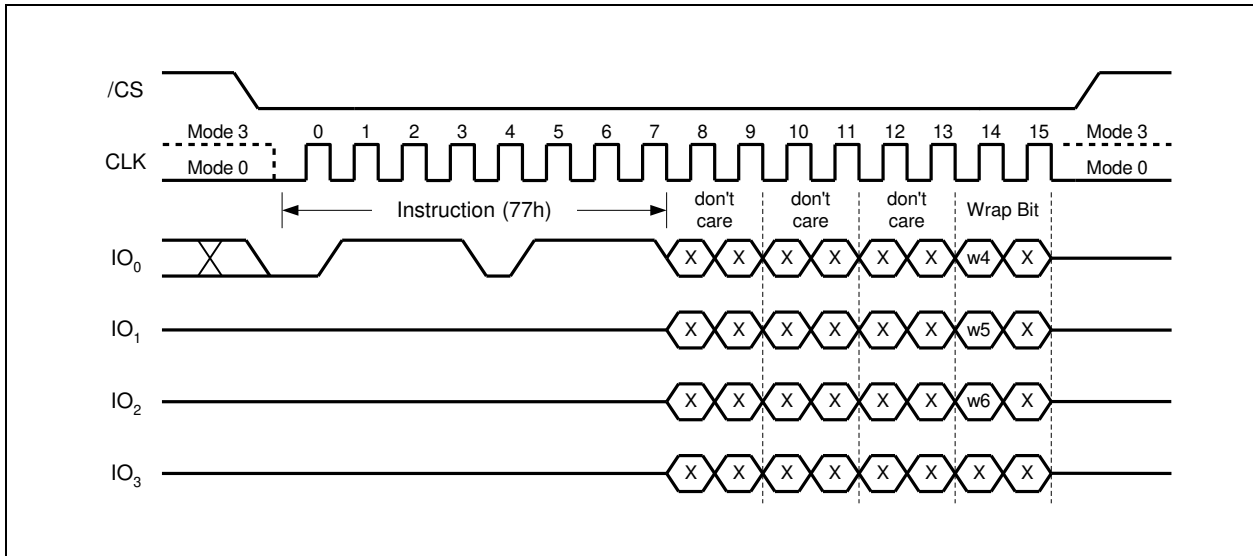 /CS
Mode 3 0 1 2 3 4 5 6 7 8 9 10 11 12 13 14 15 Mode 3
CLK
Mode 0 Mode 0
Instruction (77h) don't care don't care don't care Wrap Bit
IO0 X X X X X X w4 X
IO1 X X X X X X w5 X
IO2 X X X X X X w6 X
IO3 X X X X X X X X